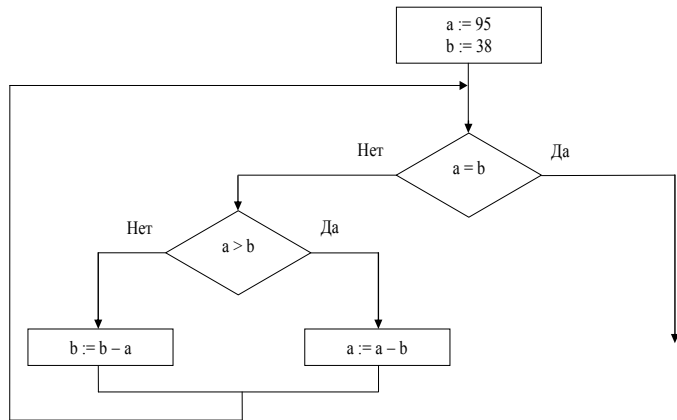 a := 95
b := 38
Нет
a = b
Да
Нет
a > b
Да
b := b – a
a := a – b